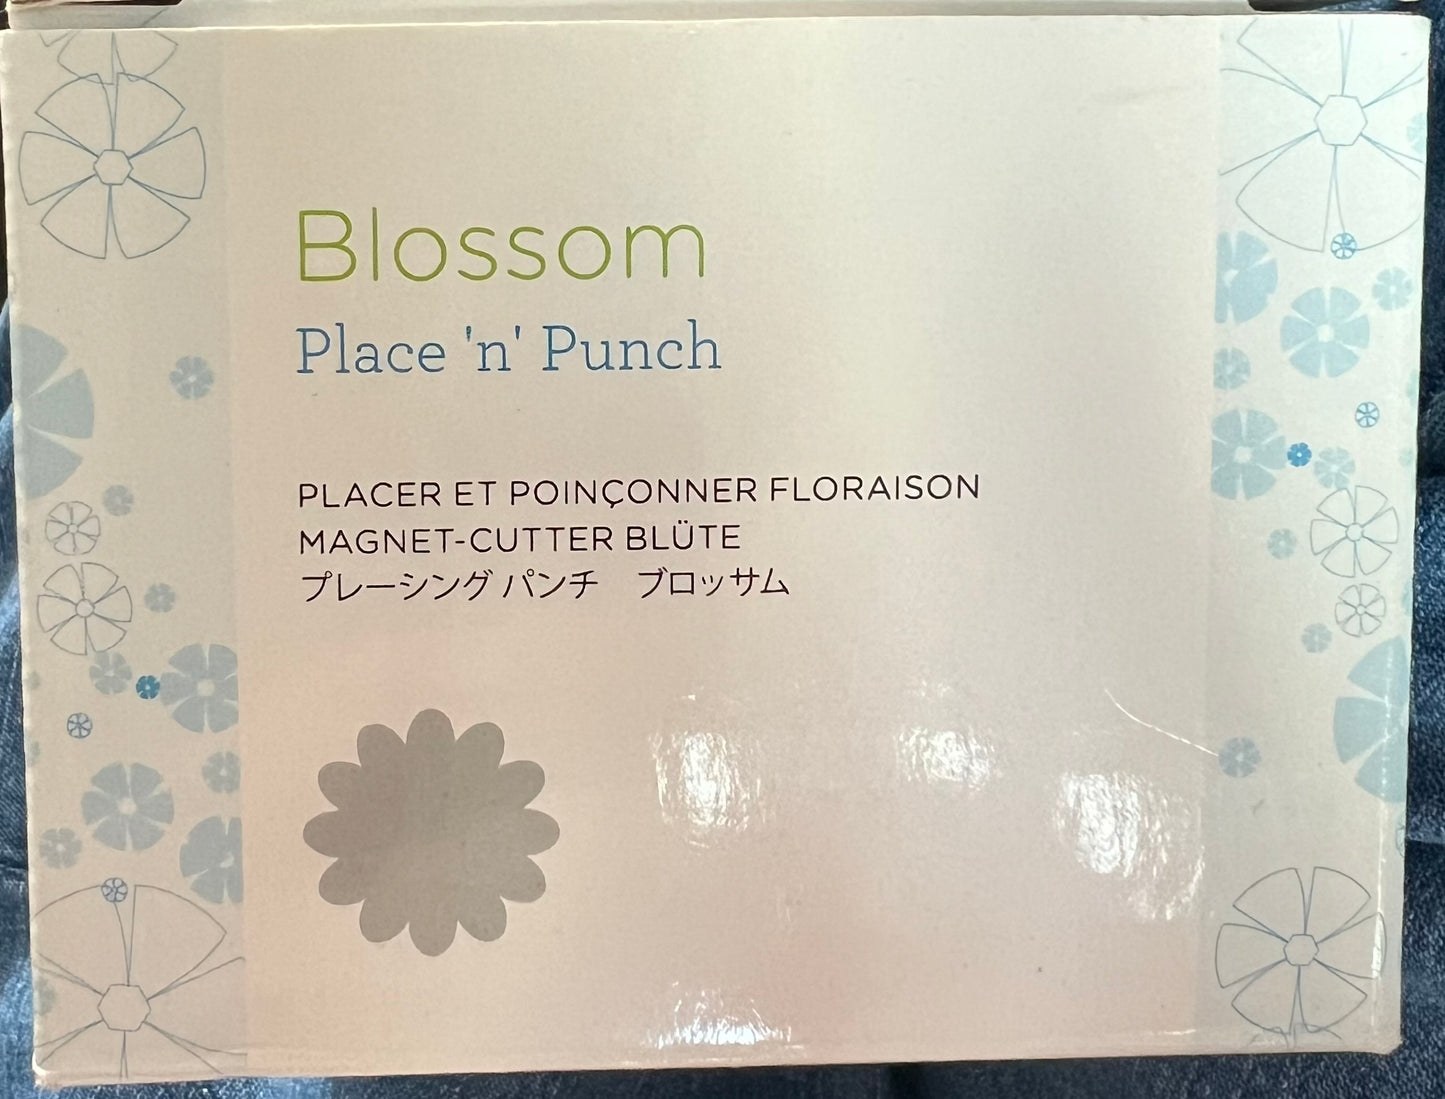 Blossom
Place 'n' Punch
PLACER ET POINÇONNER FLORAISON
MAGNET-CUTTER BLÜTE
プレーシング パンチ　ブロッサム